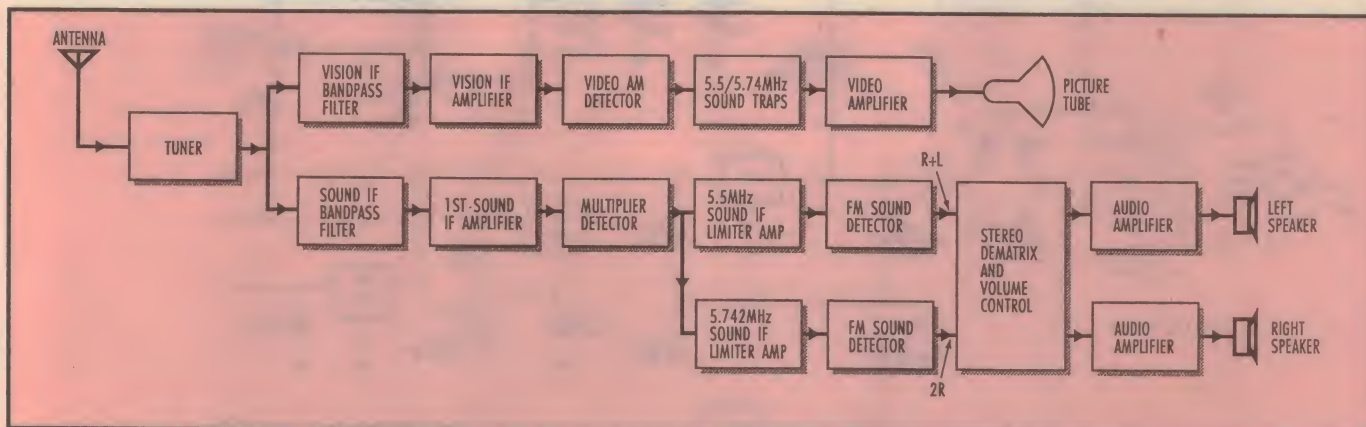 ANTENNA
TUNER
VISION IF
BANDPASS
FILTER
VISION IF
AMPLIFIER
VIDEO AM
DETECTOR
5.5/5.74MHz
SOUND TRAPS
VIDEO
AMPLIFIER
PICTURE
TUBE
SOUND IF
BANDPASS
FILTER
1ST-SOUND
IF AMPLIFIER
MULTIPLIER
DETECTOR
5.5MHz
SOUND IF
LIMITER AMP
FM SOUND
DETECTOR
R+L
STEREO
DEMATRIX
AND
VOLUME
CONTROL
AUDIO
AMPLIFIER
LEFT
SPEAKER
5.742MHz
SOUND IF
LIMITER AMP
FM SOUND
DETECTOR
2R
AUDIO
AMPLIFIER
RIGHT
SPEAKER